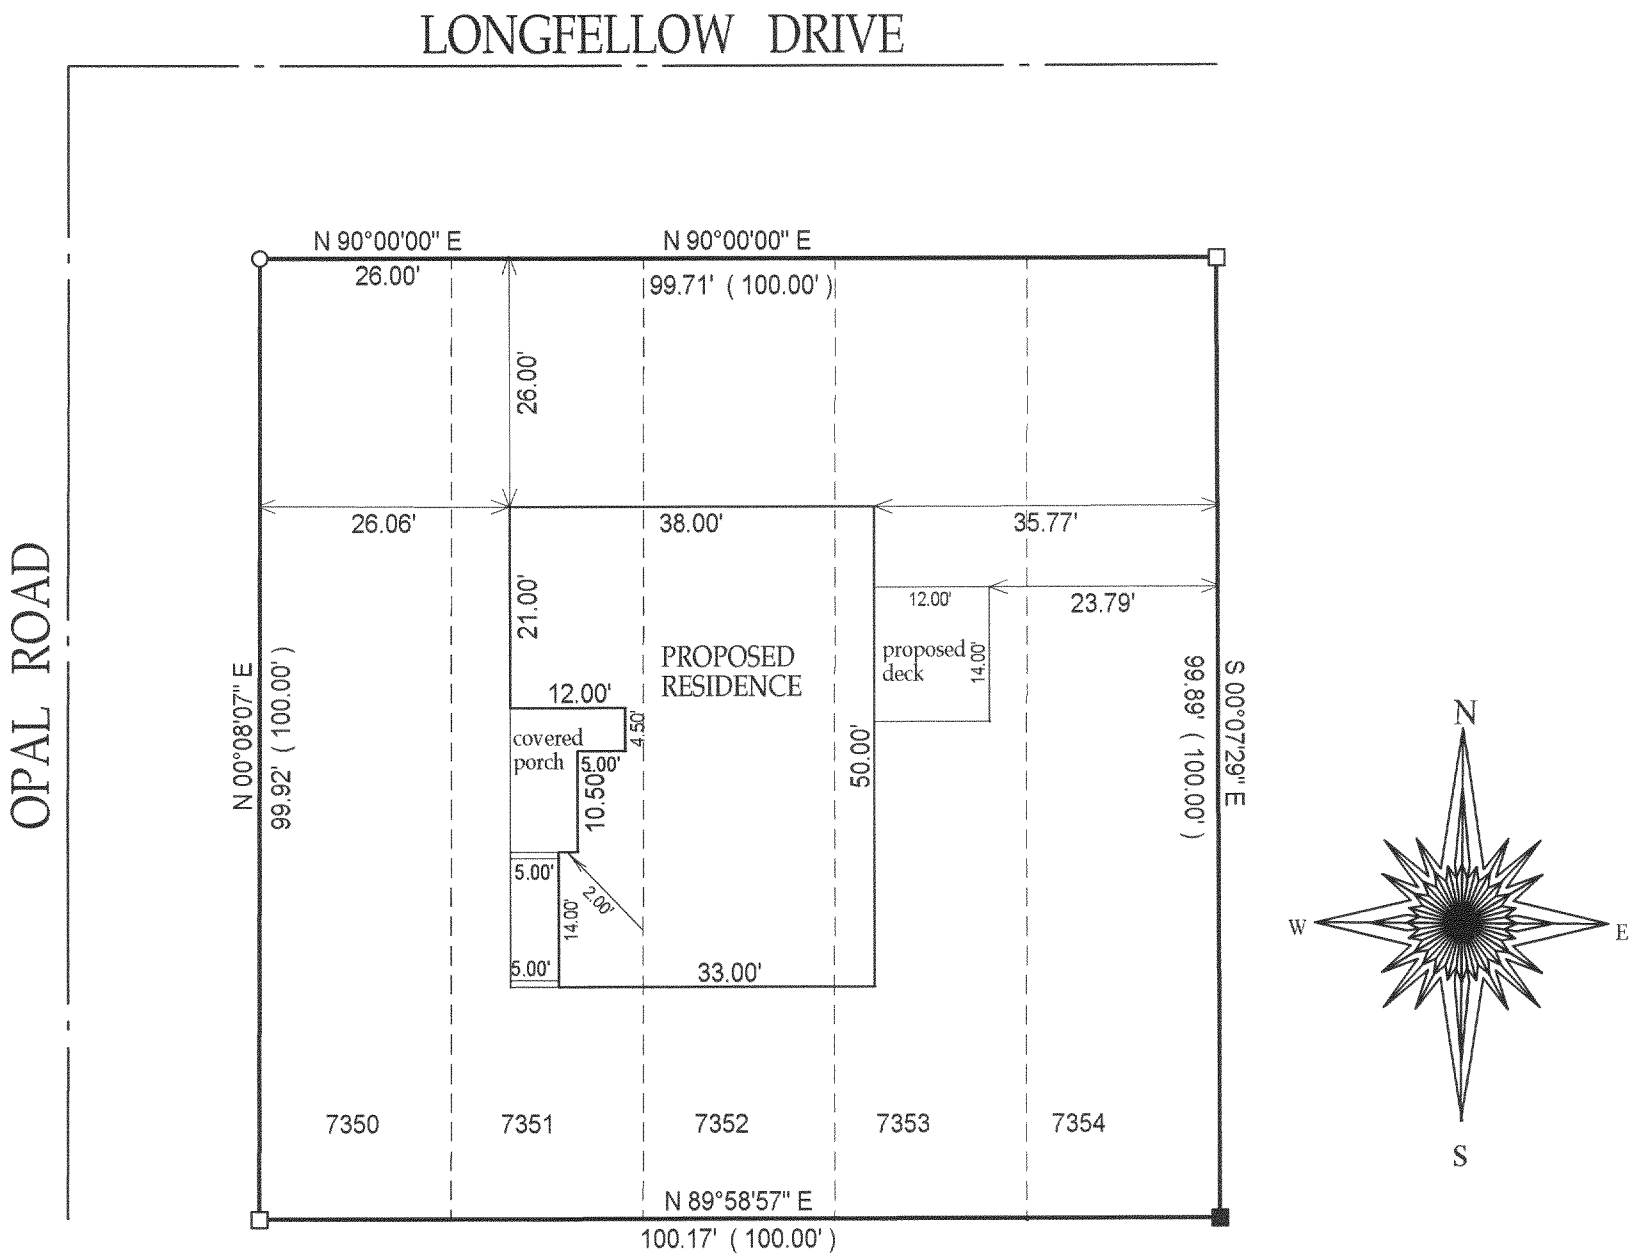 LONGFELLOW DRIVE
N 90°00'00" E
N 90°00'00" E
26.00'
99.71' ( 100.00' )
26.00'
26.06'
38.00'
35.77'
12.00'
23.79'
21.00'
PROPOSED
RESIDENCE
proposed
deck
14.00'
OPAL ROAD
N 00°08'07" E
99.92' ( 100.00' )
12.00'
4.50'
covered
porch
5.00'
10.50'
50.00'
99.89' ( 100.00' )
S 00°07'29" E
5.00'
14.00'
2.00'
5.00'
33.00'
N
W
E
S
7350
7351
7352
7353
7354
N 89°58'57" E
100.17' ( 100.00' )